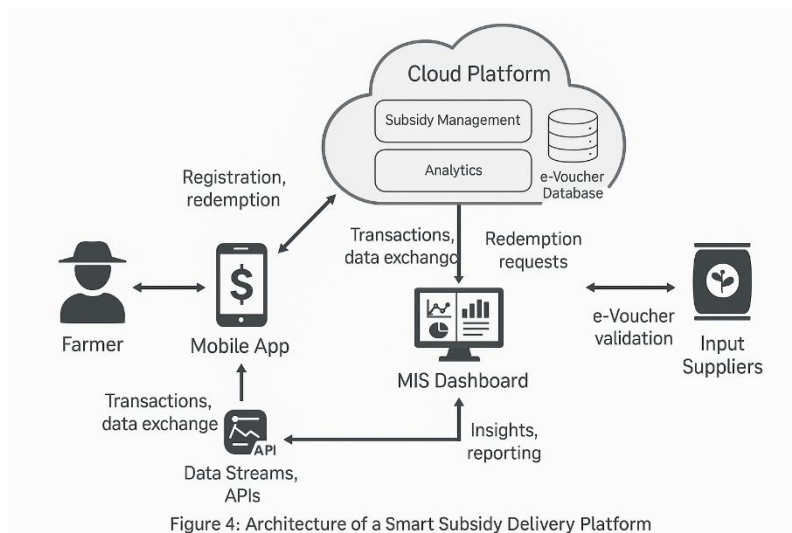 Cloud Platform
Subsidy Management
Analytics
e-Voucher
Database
Registration,
redemption
Transactions,
data exchangɑ
Redemption
requests
$
Farmer
Mobile App
MIS Dashboard
e-Voucher
validation
Input
Suppliers
Transactions,
data exchange
API
Data Streams,
APIs
Insights,
reporting
Figure 4: Architecture of a Smart Subsidy Delivery Platform